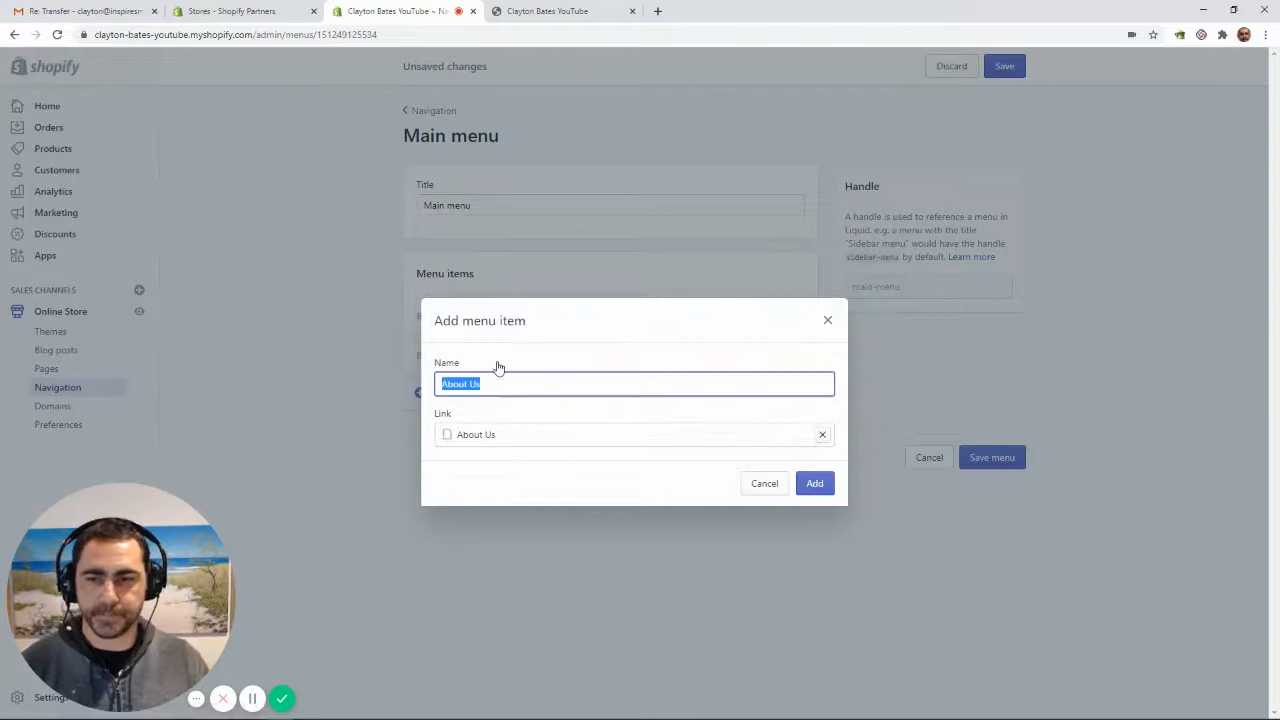 Re: Transfer - clayton@inspiresm
Stores - Shopify Partners
Clayton Bates YouTube ~ Na
Clayton Bates YouTube
clayton-bates-youtube.myshopify.com/admin/menus/151249125534
shopify
Unsaved changes
Discard
Save
Home
Orders
Products
Customers
Analytics
Marketing
Discounts
Apps
SALES CHANNELS
Online Store
Themes
Blog posts
Pages
Navigation
Domains
Preferences
Settings
Navigation
Main menu
Title
Main menu
Menu items
Handle
A handle is used to reference a menu in
Liquid. e.g. a menu with the title
"Sidebar menu" would have the handle
sidebar-menu by default. Learn more
main-menu
Add menu item
Name
About Us
Link
About Us
Cancel
Add
Cancel
Save menu